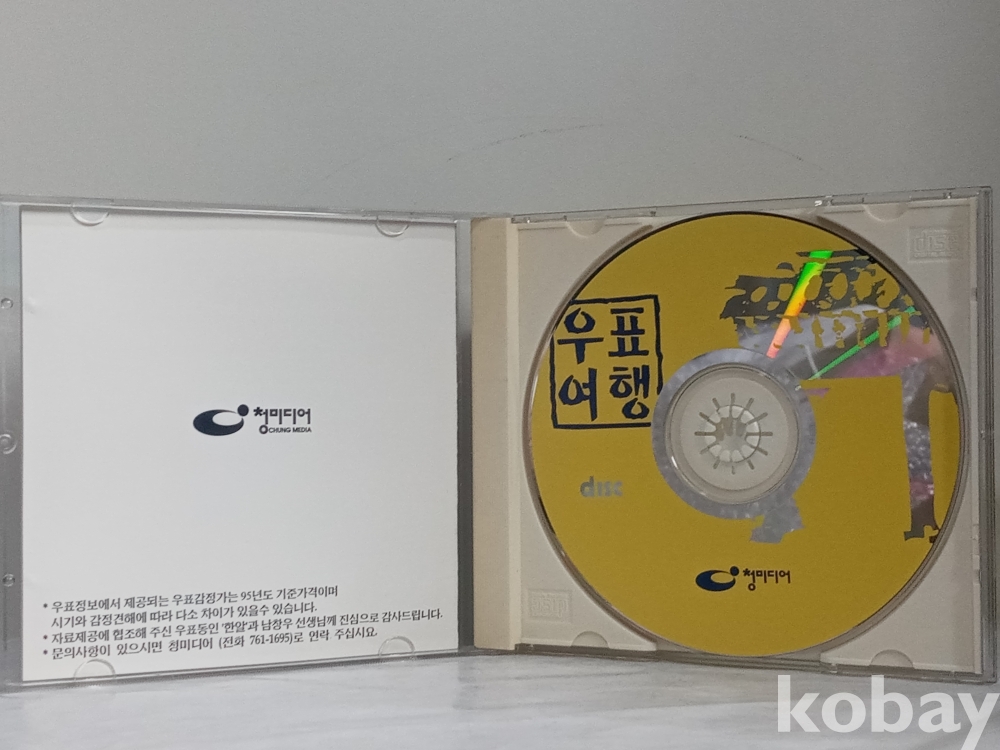 청미디어
CHUNG MEDIA
* 우표정보에서 제공되는 우표감정가는 95년도 기준가격이며
시기와 감정견해에 따라 다소 차이가 있을수 있습니다.
* 자료제공에 협조해 주신 우표동인 '한알'과 남창우 선생님께 진심으로 감사드립니다.
* 문의사항이 있으시면 청미디어 (전화 761-1695)로 연락 주십시요.
우표
여행
disc
청미디어
disc
disc
kobay